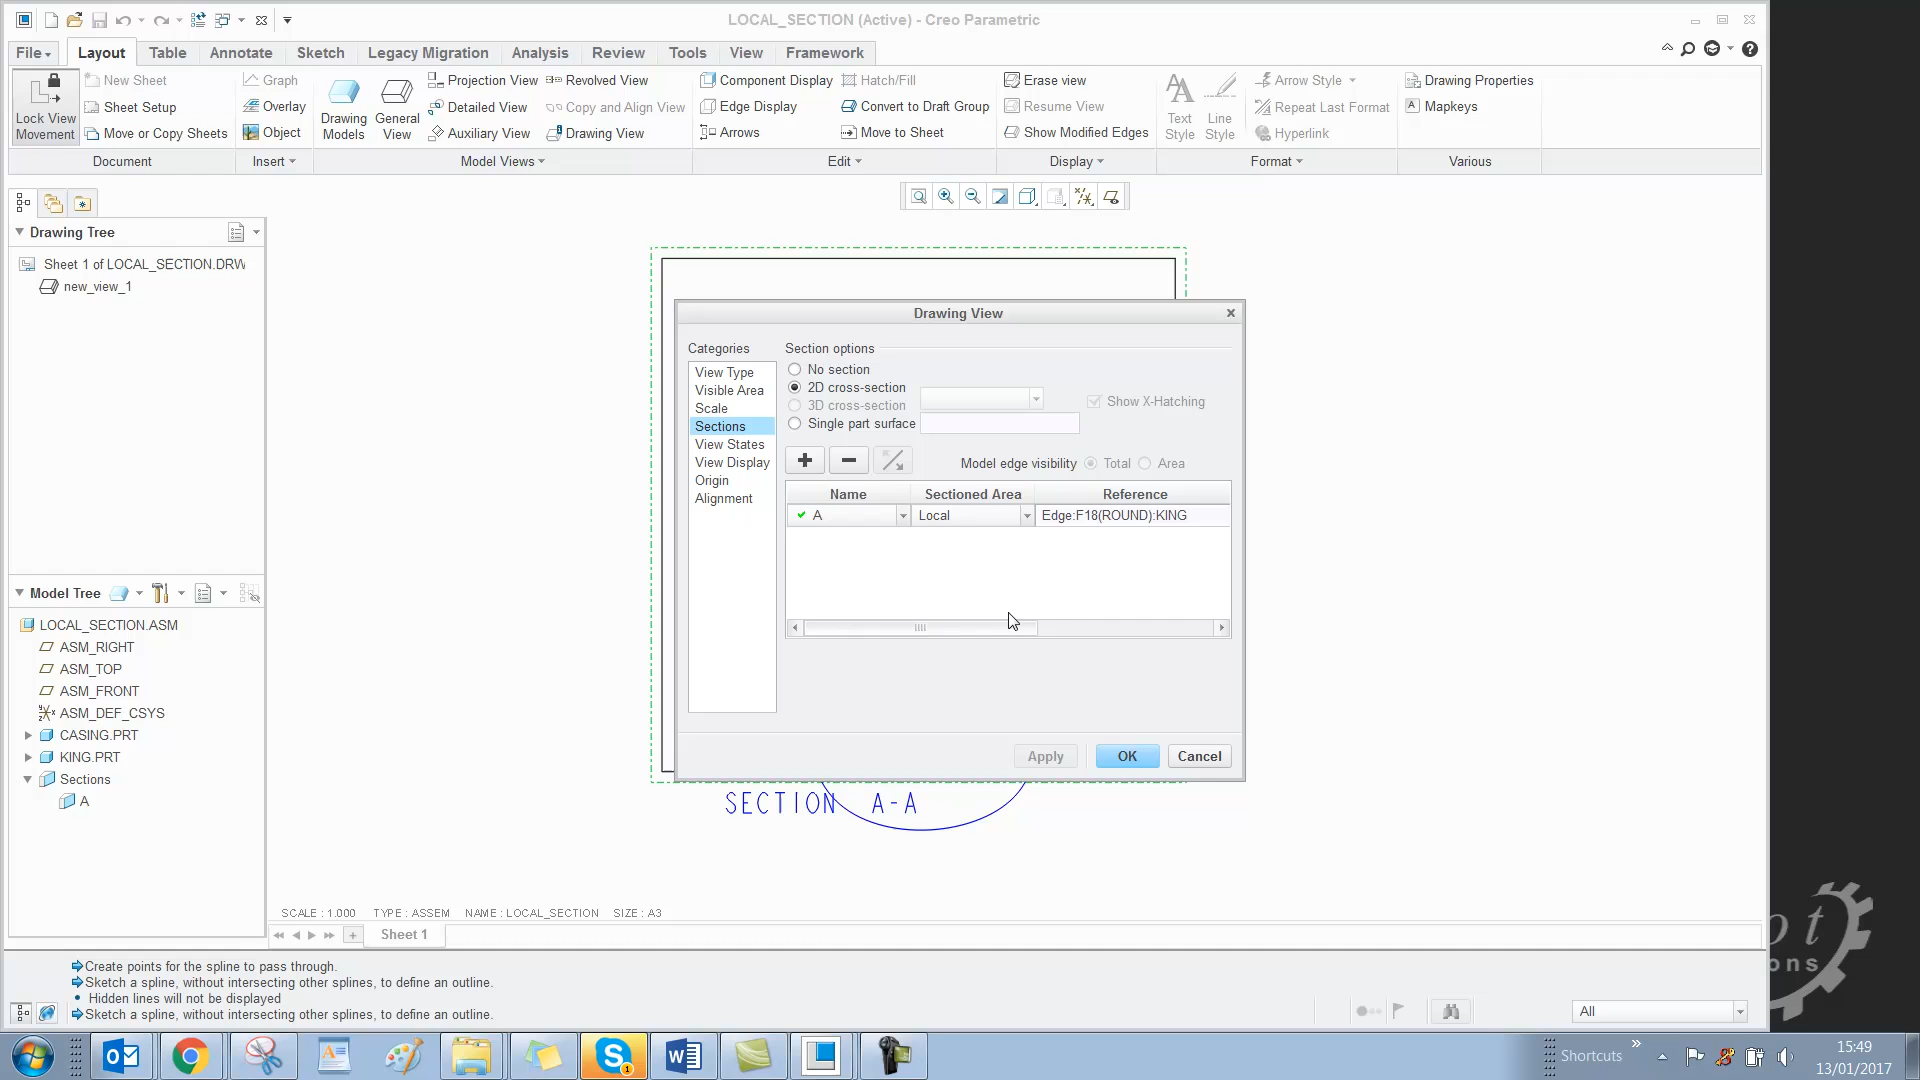 LOCAL_SECTION (Active) - Creo Parametric
File
Layout
Table
Annotate
Sketch
Legacy Migration
Analysis
Review
Tools
View
Framework
Lock View Movement
New Sheet
Sheet Setup
Move or Copy Sheets
Document
Graph
Overlay
Object
Insert
Drawing Models
General View
Projection View
Detailed View
Auxiliary View
Revolved View
Copy and Align View
Drawing View
Model Views
Component Display
Edge Display
Arrows
Hatch/Fill
Convert to Draft Group
Move to Sheet
Edit
Erase view
Resume View
Show Modified Edges
Display
Text Style
Line Style
Arrow Style
Repeat Last Format
Hyperlink
Format
Drawing Properties
Mapkeys
Various
Drawing Tree
Sheet 1 of LOCAL_SECTION.DRW
new_view_1
Model Tree
LOCAL_SECTION.ASM
ASM_RIGHT
ASM_TOP
ASM_FRONT
ASM_DEF_CSYS
CASING.PRT
KING.PRT
Sections
A
Drawing View
Categories
View Type
Visible Area
Scale
Sections
View States
View Display
Origin
Alignment
Section options
No section
2D cross-section
3D cross-section
Single part surface
Show X-Hatching
Model edge visibility Total Area
Name Sectioned Area Reference
A Local Edge:F18(ROUND):KING
Apply OK Cancel
SECTION A-A
SCALE : 1.000 TYPE : ASSEM NAME : LOCAL_SECTION SIZE : A3
Sheet 1
Create points for the spline to pass through.
Sketch a spline, without intersecting other splines, to define an outline.
Hidden lines will not be displayed
Sketch a spline, without intersecting other splines, to define an outline.
All
ot
ons
Shortcuts
15:49
13/01/2017